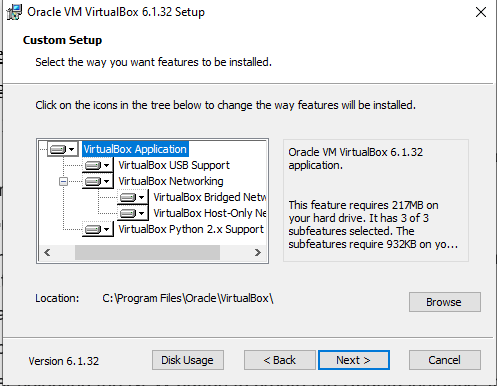 Oracle VM VirtualBox 6.1.32 Setup
Custom Setup
Select the way you want features to be installed.
Click on the icons in the tree below to change the way features will be installed.
VirtualBox Application
VirtualBox USB Support
VirtualBox Networking
VirtualBox Bridged Netw
VirtualBox Host-Only Ne
VirtualBox Python 2.x Support
Oracle VM VirtualBox 6.1.32
application.
This feature requires 217MB on
your hard drive. It has 3 of 3
subfeatures selected. The
subfeatures require 932KB on yo...
Location: C:\Program Files\Oracle\VirtualBox\
Browse
Version 6.1.32
Disk Usage
< Back
Next >
Cancel